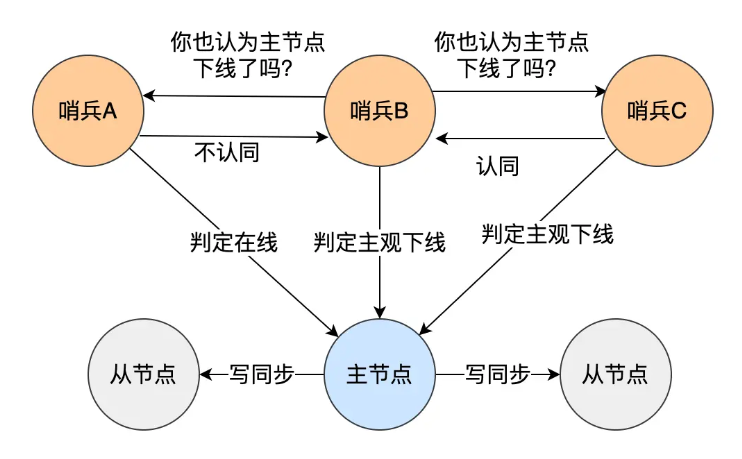 你也认为主节点
下线了吗?
你也认为主节点
下线了吗?
哨兵A
哨兵B
哨兵C
不认同
认同
判定在线
判定主观下线
判定主观下线
从节点
写同步
主节点
写同步
从节点